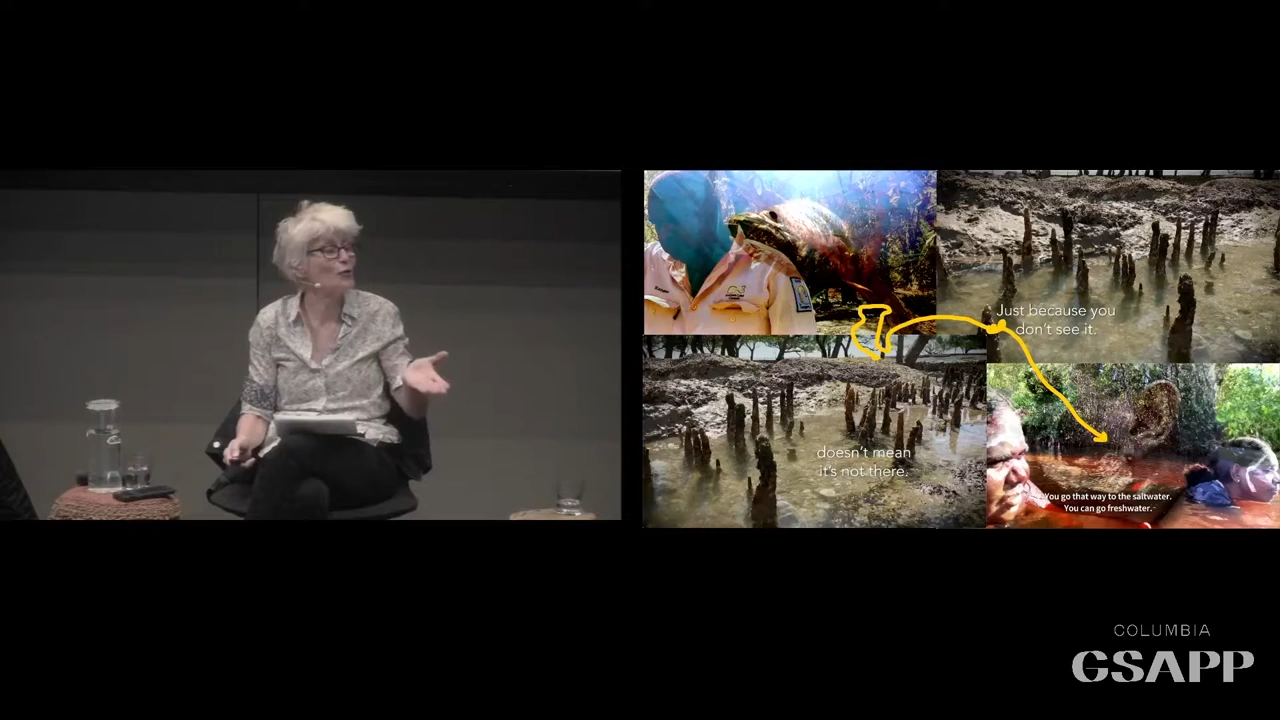 Just because you
don't see it.
doesn't mean
it's not there.
You go that way to the saltwater.
You can go freshwater.
COLUMBIA
GSAPP